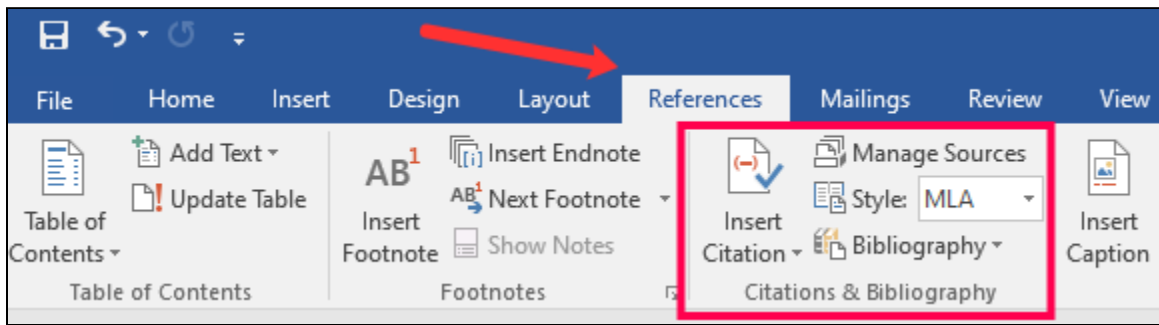 File Home Insert Design Layout References Mailings Review View
Table of Contents
Add Text
Update Table
Table of Contents
AB1
Insert Footnote
[i] Insert Endnote
AB1 Next Footnote
Show Notes
Footnotes
(-)
Insert Citation
Manage Sources
Style: MLA
Bibliography
Citations & Bibliography
Insert Caption